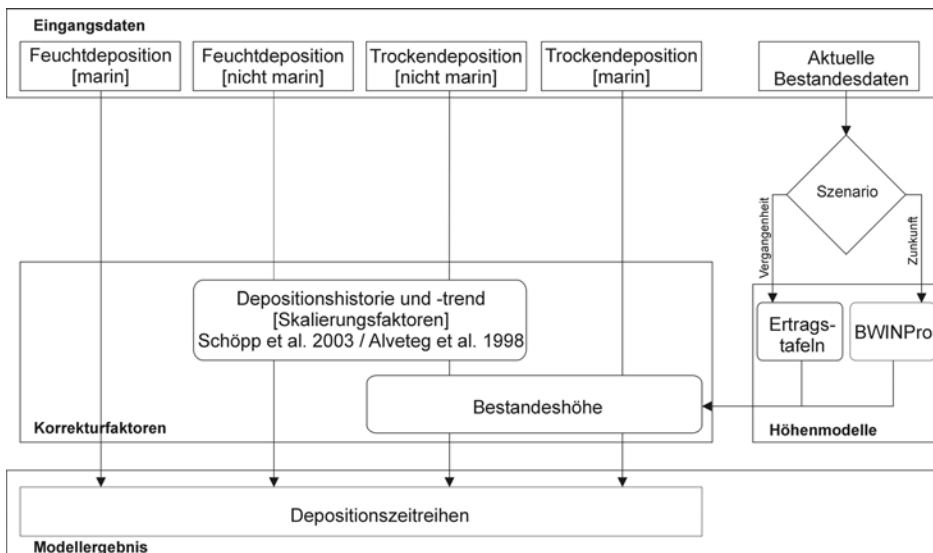 Eingangsdaten
Feuchtdeposition
[marin]
Feuchtdeposition
[nicht marin]
Trockendeposition
[nicht marin]
Trockendeposition
[marin]
Aktuelle
Bestandesdaten
Szenario
Vergangenheit
Zunkunft
Depositionshistorie und -trend
[Skalierungsfaktoren]
Schöpp et al. 2003 / Alveteg et al. 1998
Ertrags-
tafeln
BWINPro
Bestandeshöhe
Korrekturfaktoren
Höhenmodelle
Depositionszeitreihen
Modellergebnis